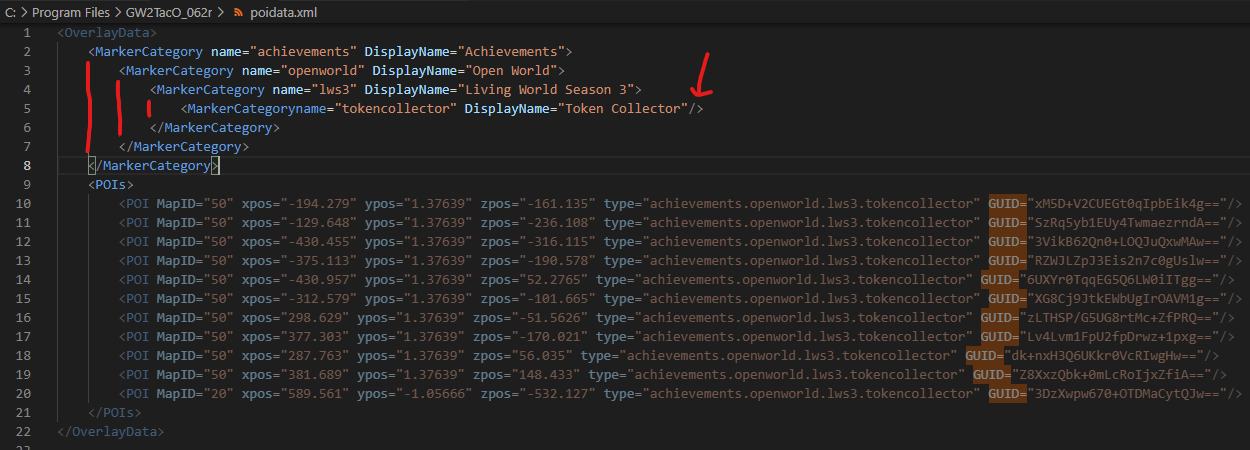 C: > Program Files > GW2TacO_062r > poidata.xml
1 <OverlayData>
2 <MarkerCategory name="achievements" DisplayName="Achievements">
3 <MarkerCategory name="openworld" DisplayName="Open World">
4 <MarkerCategory name="lws3" DisplayName="Living World Season 3">
5 <MarkerCategoryname="tokencollector" DisplayName="Token Collector"/>
6 </MarkerCategory>
7 </MarkerCategory>
8 </MarkerCategory>
9 <POIs>
10 <POI MapID="50" xpos="-194.279" ypos="1.37639" zpos="-161.135" type="achievements.openworld.lws3.tokencollector" GUID="xM5D+V2CUEGt0qIpbEik4g=="/>
11 <POI MapID="50" xpos="-129.648" ypos="1.37639" zpos="-236.108" type="achievements.openworld.lws3.tokencollector" GUID="SzRq5yb1EUy4TwmaezrndA=="/>
12 <POI MapID="50" xpos="-430.455" ypos="1.37639" zpos="-316.115" type="achievements.openworld.lws3.tokencollector" GUID="3VikB62Qn0+LOQJuQxwMAw=="/>
13 <POI MapID="50" xpos="-375.113" ypos="1.37639" zpos="-190.578" type="achievements.openworld.lws3.tokencollector" GUID="RZWJLZpJ3Eis2n7c0gUslw=="/>
14 <POI MapID="50" xpos="-430.957" ypos="1.37639" zpos="52.2765" type="achievements.openworld.lws3.tokencollector" GUID="6UXYr0TqqEG5Q6LW0iITgg=="/>
15 <POI MapID="50" xpos="-312.579" ypos="1.37639" zpos="-101.665" type="achievements.openworld.lws3.tokencollector" GUID="XG8Cj9JtkEWbUgIrOAVM1g=="/>
16 <POI MapID="50" xpos="298.629" ypos="1.37639" zpos="-51.5626" type="achievements.openworld.lws3.tokencollector" GUID="zLTHSP/G5UG8rtMc+ZfPRQ=="/>
17 <POI MapID="50" xpos="377.303" ypos="1.37639" zpos="-170.021" type="achievements.openworld.lws3.tokencollector" GUID="Lv4Lvm1FpU2fpDrwz+1pxg=="/>
18 <POI MapID="50" xpos="287.763" ypos="1.37639" zpos="56.035" type="achievements.openworld.lws3.tokencollector" GUID="dk+nxH3Q6UKkr0VcRIwgHw=="/>
19 <POI MapID="50" xpos="381.689" ypos="1.37639" zpos="148.433" type="achievements.openworld.lws3.tokencollector" GUID="Z8XxzQbk+0mLcRoIjxZfiA=="/>
20 <POI MapID="20" xpos="589.561" ypos="-1.05666" zpos="-532.127" type="achievements.openworld.lws3.tokencollector" GUID="3DzXwpw670+OTDMaCytQJw=="/>
21 </POIs>
22 </OverlayData>
23